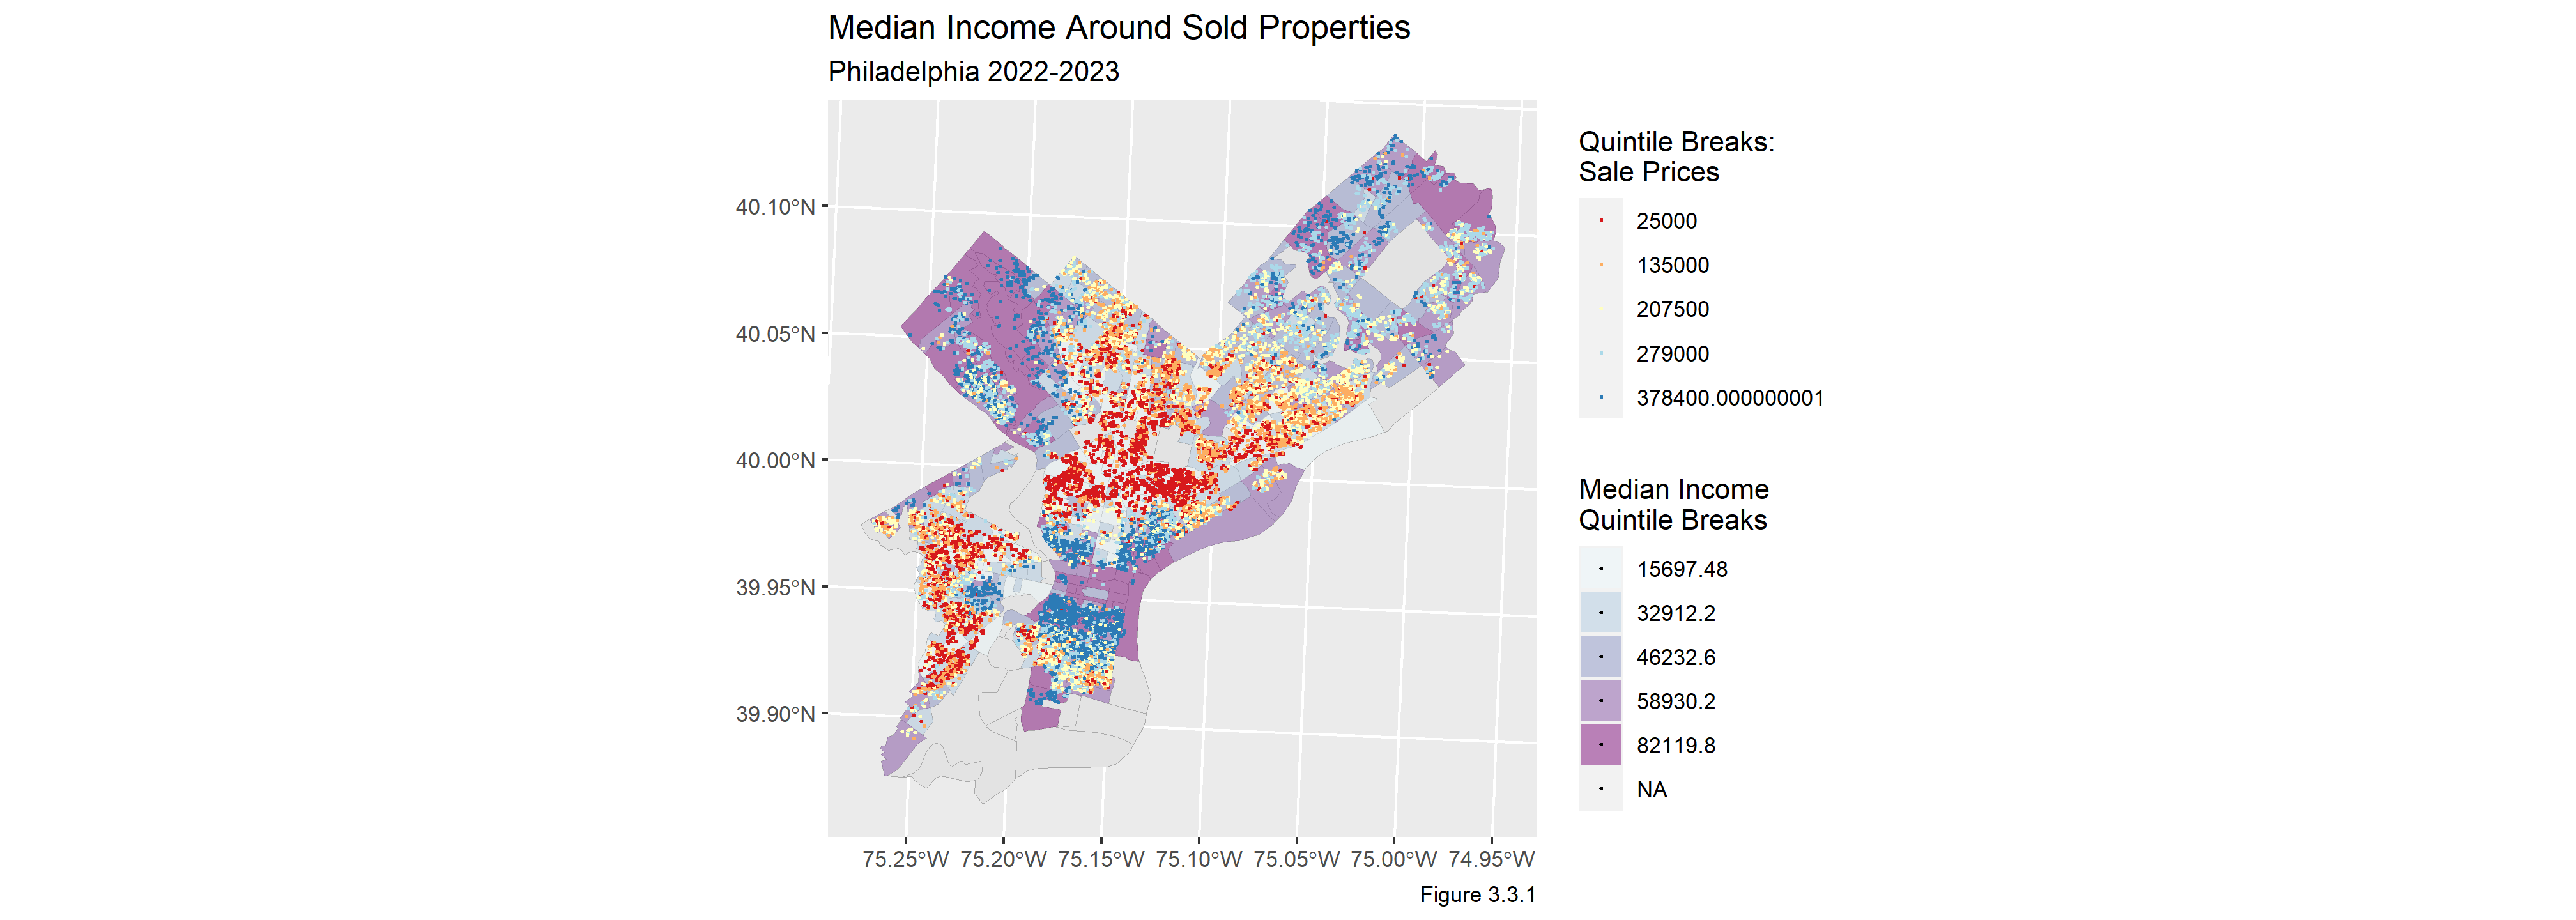 Median Income Around Sold Properties
Philadelphia 2022-2023
40.10°N
40.05°N
40.00°N
39.95°N
39.90°N
75.25°W 75.20°W 75.15°W 75.10°W 75.05°W 75.00°W 74.95°W
Quintile Breaks:
Sale Prices
25000
135000
207500
279000
378400.000000001
Median Income
Quintile Breaks
15697.48
32912.2
46232.6
58930.2
82119.8
NA
Figure 3.3.1